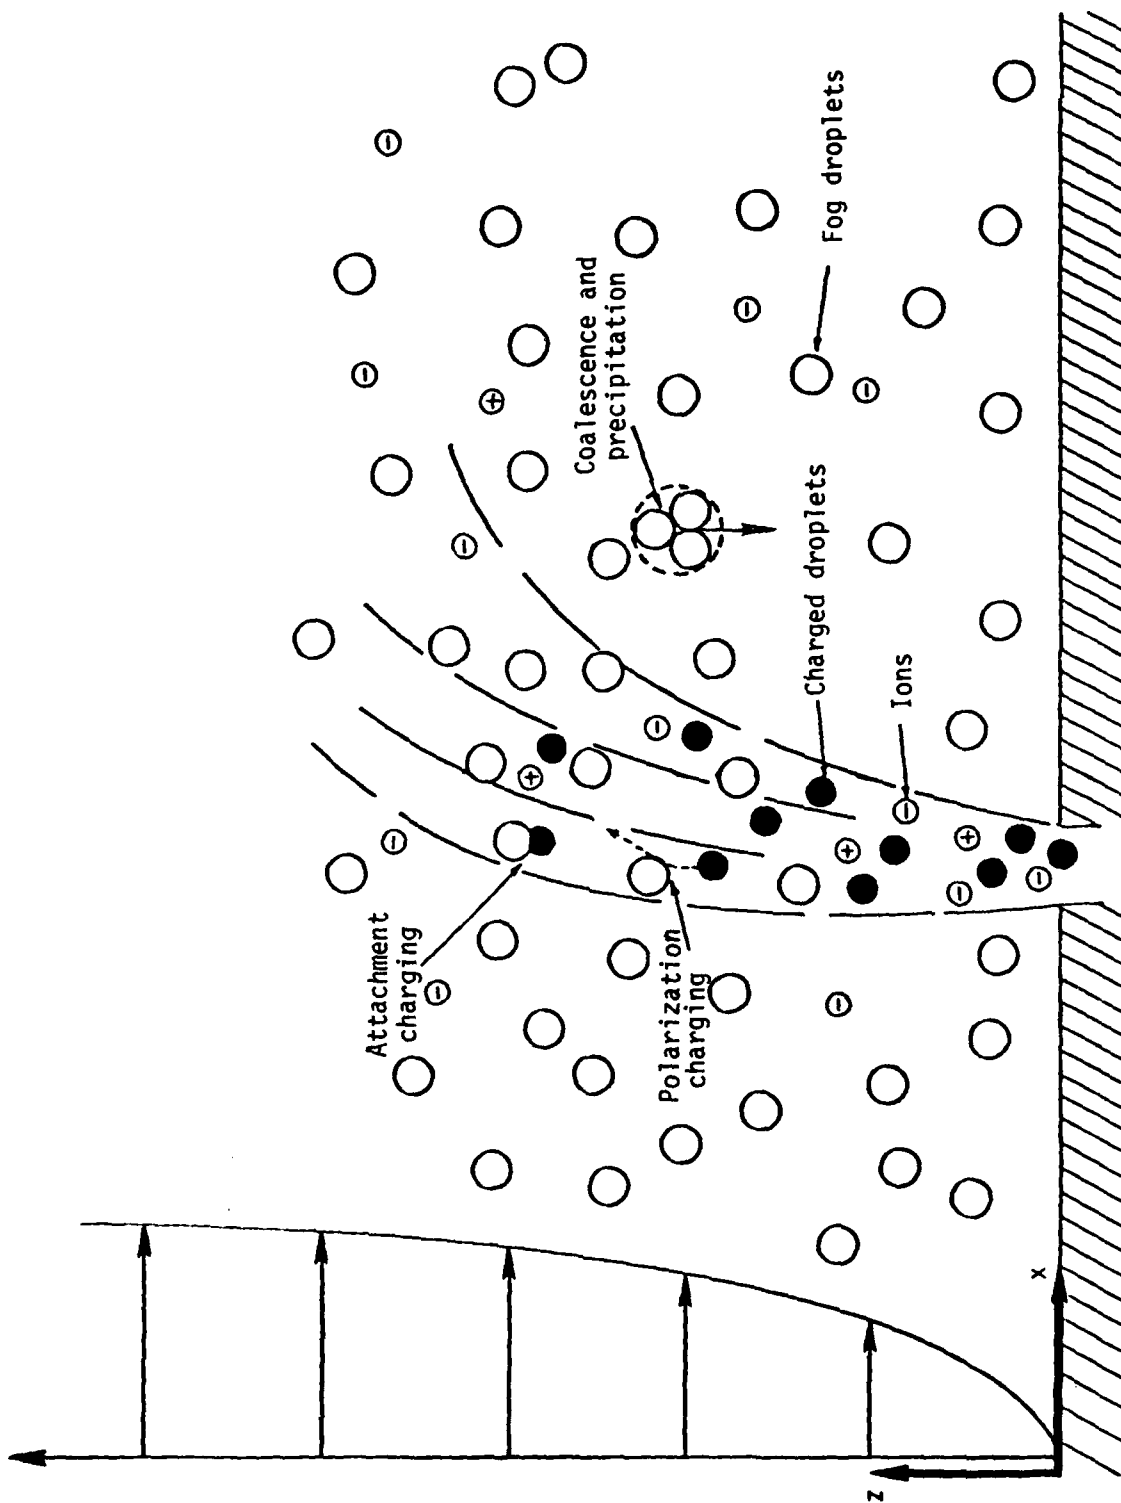 Attachment
charging
Polarization
charging
Coalescence and
precipitation
Charged droplets
Ions
Fog droplets
z
x